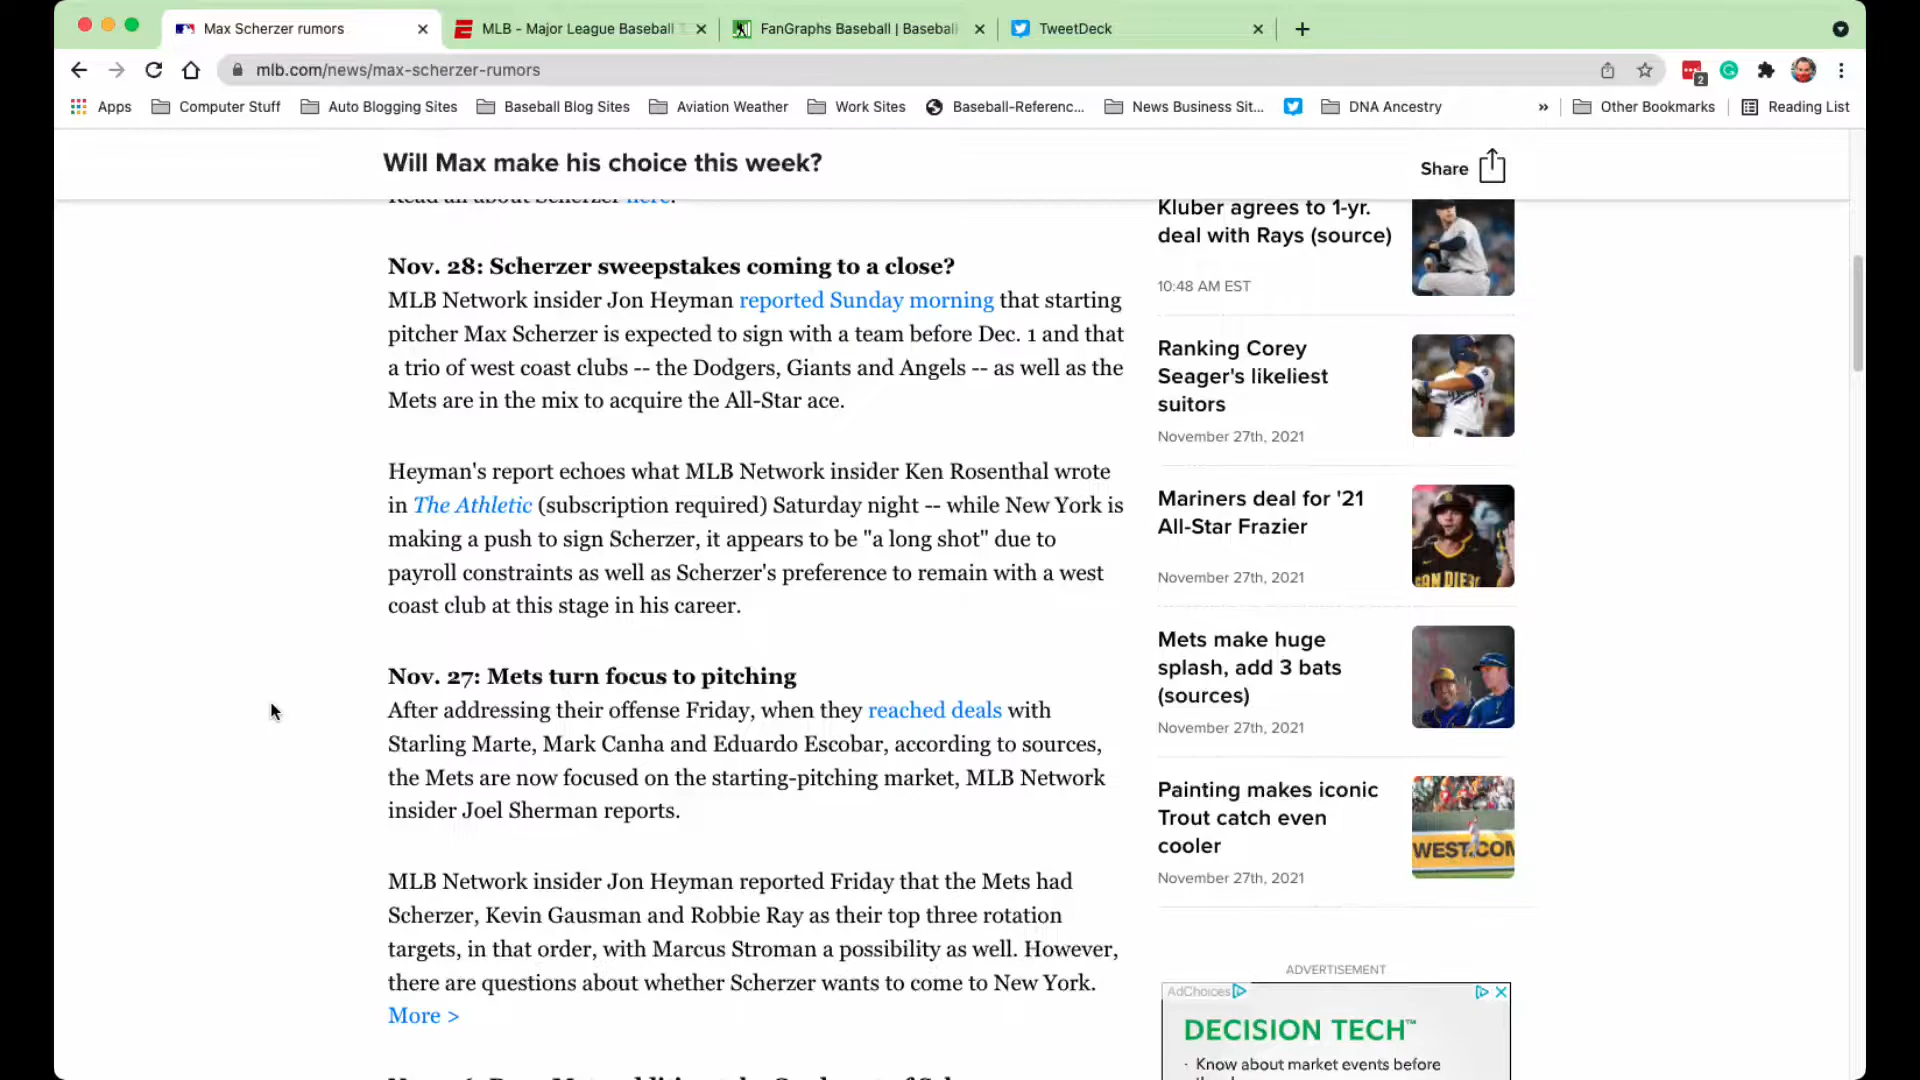 Max Scherzer rumors
MLB - Major League Baseball
FanGraphs Baseball | Baseball
TweetDeck
mlb.com/news/max-scherzer-rumors
2
Apps
Computer Stuff
Auto Blogging Sites
Baseball Blog Sites
Aviation Weather
Work Sites
Baseball-Referenc...
News Business Sit...
DNA Ancestry
»
Other Bookmarks
Reading List
Will Max make his choice this week?
Share
Read all about Scherzer here.
Nov. 28: Scherzer sweepstakes coming to a close?
MLB Network insider Jon Heyman reported Sunday morning that starting
pitcher Max Scherzer is expected to sign with a team before Dec. 1 and that
a trio of west coast clubs -- the Dodgers, Giants and Angels -- as well as the
Mets are in the mix to acquire the All-Star ace.
Heyman's report echoes what MLB Network insider Ken Rosenthal wrote
in The Athletic (subscription required) Saturday night -- while New York is
making a push to sign Scherzer, it appears to be "a long shot" due to
payroll constraints as well as Scherzer's preference to remain with a west
coast club at this stage in his career.
Nov. 27: Mets turn focus to pitching
After addressing their offense Friday, when they reached deals with
Starling Marte, Mark Canha and Eduardo Escobar, according to sources,
the Mets are now focused on the starting-pitching market, MLB Network
insider Joel Sherman reports.
MLB Network insider Jon Heyman reported Friday that the Mets had
Scherzer, Kevin Gausman and Robbie Ray as their top three rotation
targets, in that order, with Marcus Stroman a possibility as well. However,
there are questions about whether Scherzer wants to come to New York.
More >
Kluber agrees to 1-yr.
deal with Rays (source)
10:48 AM EST
Ranking Corey
Seager's likeliest
suitors
November 27th, 2021
Mariners deal for '21
All-Star Frazier
November 27th, 2021
SAN DIEG
Mets make huge
splash, add 3 bats
(sources)
November 27th, 2021
Painting makes iconic
Trout catch even
cooler
November 27th, 2021
WEST.COM
ADVERTISEMENT
AdChoices
DECISION TECH™
· Know about market events before